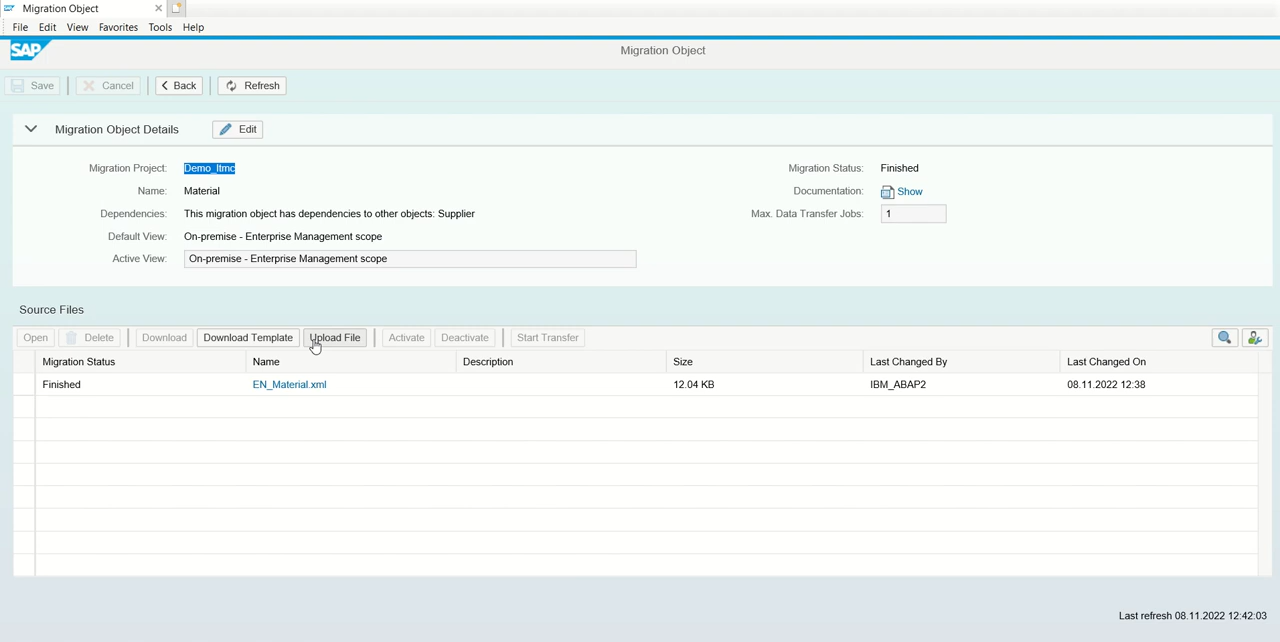 Migration Object
File Edit View Favorites Tools Help
SAP Migration Object
Save Cancel Back Refresh
Migration Object Details Edit
Migration Project: Demo_ltmc Migration Status: Finished
Name: Material Documentation: Show
Dependencies: This migration object has dependencies to other objects: Supplier Max. Data Transfer Jobs: 1
Default View: On-premise - Enterprise Management scope
Active View: On-premise - Enterprise Management scope
Source Files
Open Delete Download Download Template Upload File Activate Deactivate Start Transfer
Migration Status Name Description Size Last Changed By Last Changed On
Finished EN_Material.xml 12.04 KB IBM_ABAP2 08.11.2022 12:38
Last refresh 08.11.2022 12:42:03